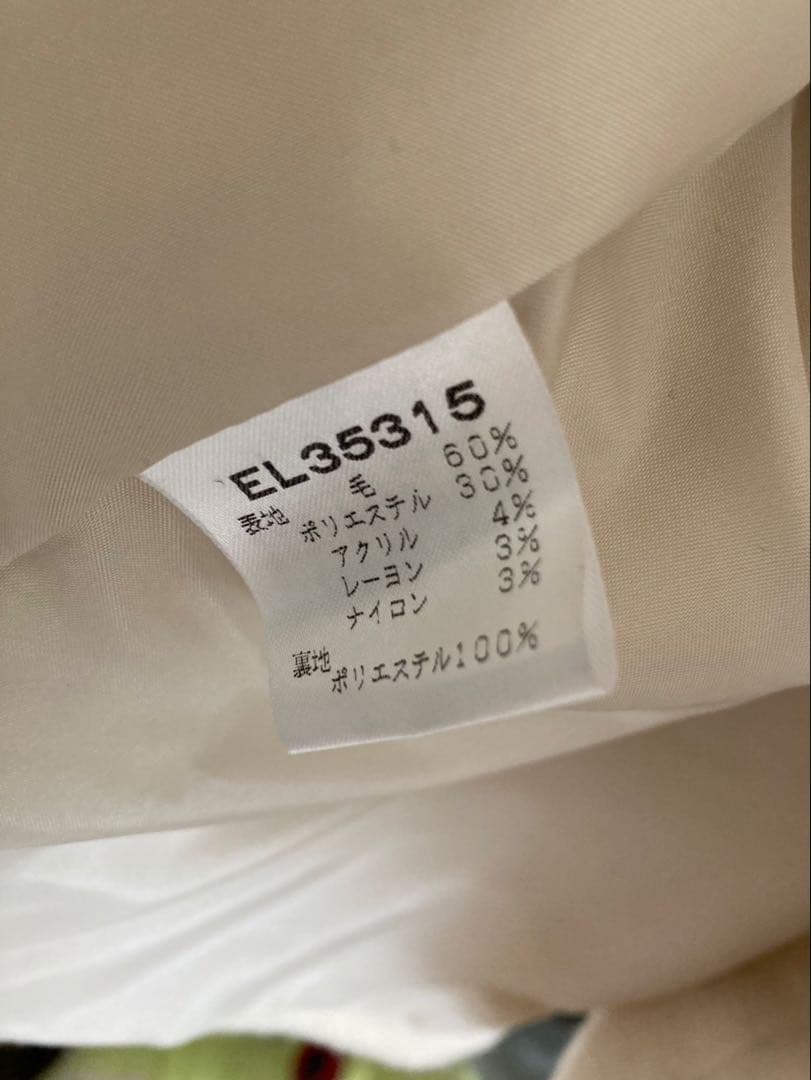 EL35315
表地 毛 60%
ポリエステル 30%
アクリル 4%
レーヨン 3%
ナイロン 3%
裏地
ポリエステル100%